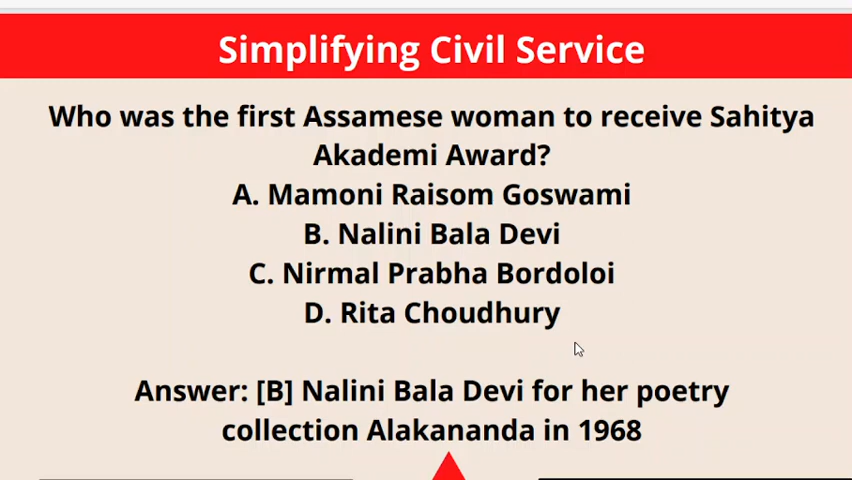 Simplifying Civil Service
Who was the first Assamese woman to receive Sahitya
Akademi Award?
A. Mamoni Raisom Goswami
B. Nalini Bala Devi
C. Nirmal Prabha Bordoloi
D. Rita Choudhury
Answer: [B] Nalini Bala Devi for her poetry
collection Alakananda in 1968